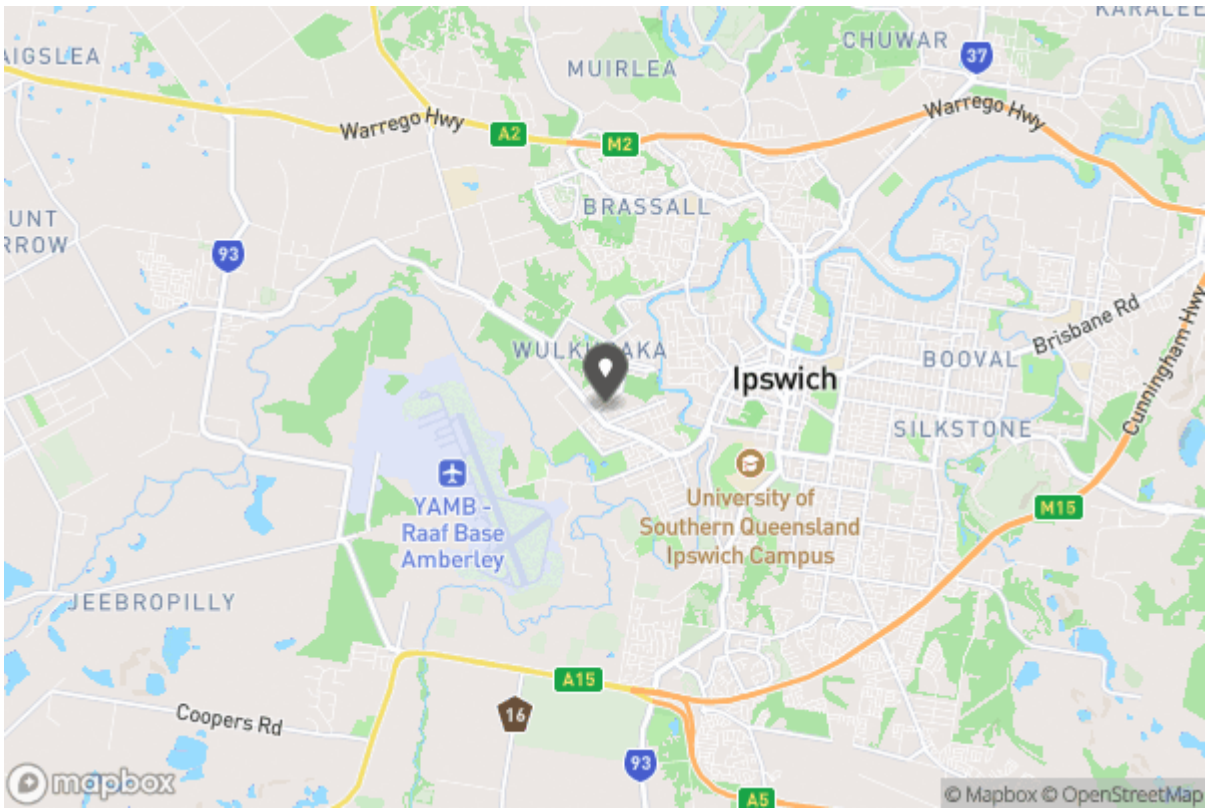 KARALEE
AIGSLEA
CHUWAR
37
MUIRLEA
Warrego Hwy
Warrego Hwy
A2
M2
BRASSALL
UNT
RROW
93
Brisbane Rd
Cunningham Hwy
BOOVAL
Ipswich
SILKSTONE
YAMB -
Raaf Base
Amberley
University of
Southern Queensland
Ipswich Campus
M15
JEEBROPILLY
A15
16
Coopers Rd
93
A5
mapbox
© Mapbox © OpenStreetMap